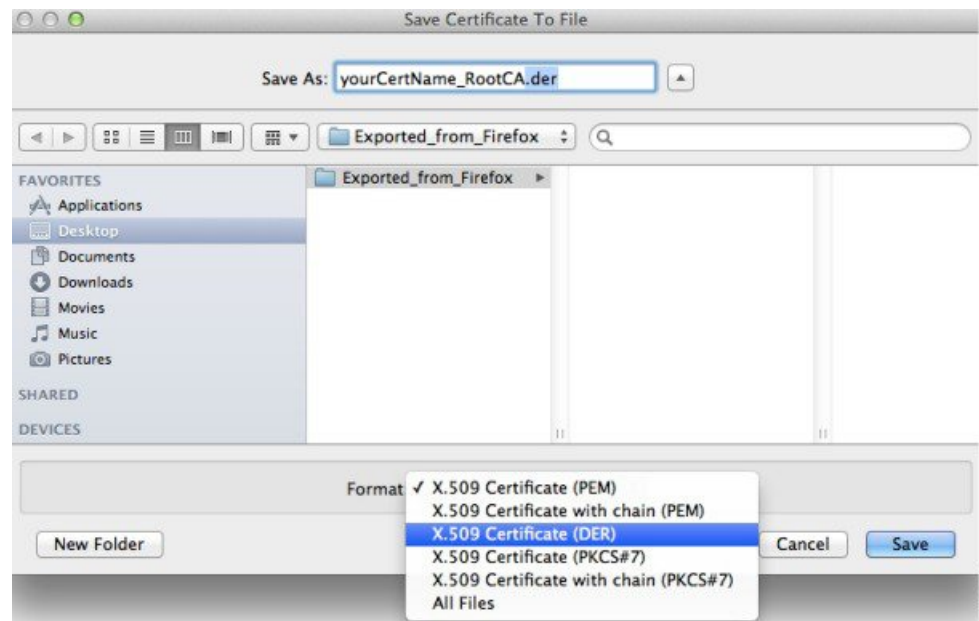 Save Certificate To File
Save As: yourCertName_RootCA.der
Exported_from_Firefox
FAVORITES
Exported_from_Firefox
Applications
Desktop
Documents
Downloads
Movies
Music
Pictures
SHARED
DEVICES
Format ✓ X.509 Certificate (PEM)
X.509 Certificate with chain (PEM)
X.509 Certificate (DER)
X.509 Certificate (PKCS#7)
X.509 Certificate with chain (PKCS#7)
All Files
New Folder
Cancel
Save